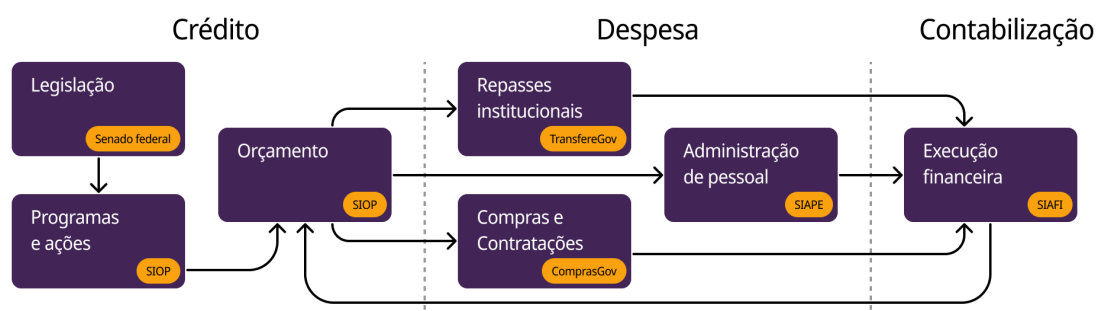 Crédito
Despesa
Contabilização
Legislação
Senado federal
Programas
e ações
SIOP
Orçamento
SIOP
Repasses
institucionais
TransfereGov
Compras e
Contratações
ComprasGov
Administração
de pessoal
SIAPE
Execução
financeira
SIAFI